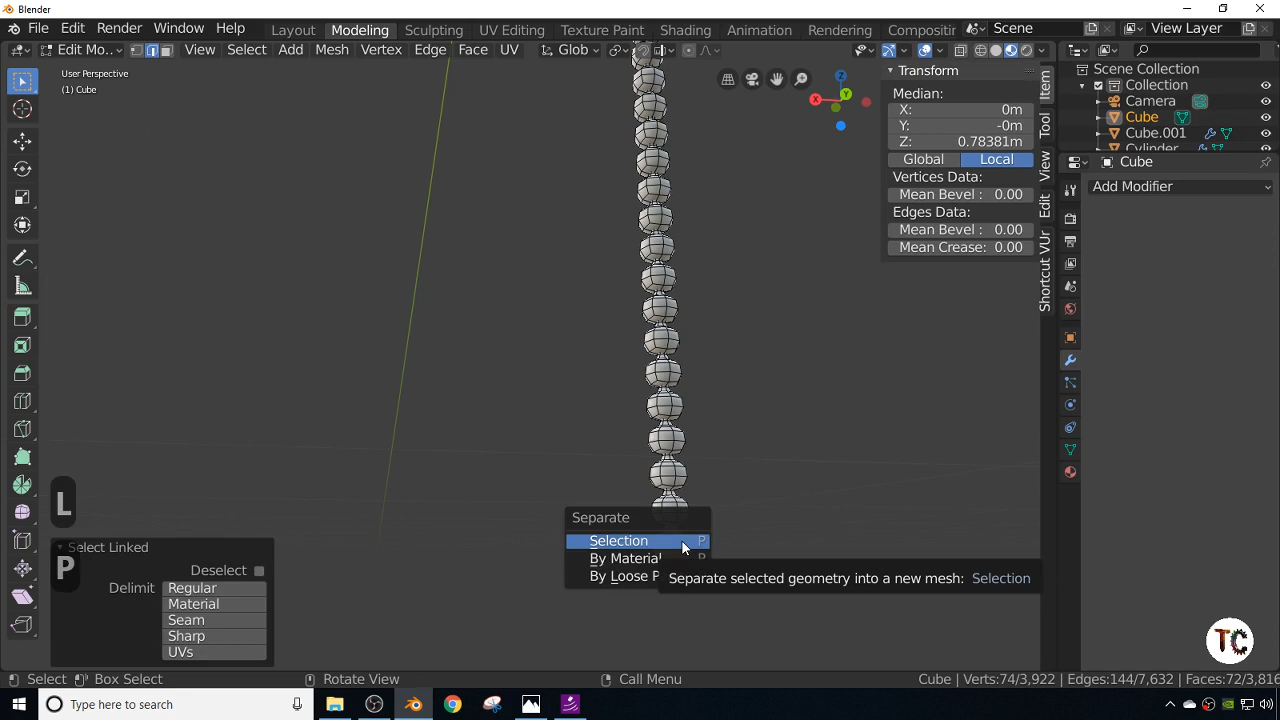 Blender
File Edit Render Window Help Layout Modeling Sculpting UV Editing Texture Paint Shading Animation Rendering Compositir Scene View Layer
Edit Mo... View Select Add Mesh Vertex Edge Face UV Glob
User Perspective
(1) Cube
Transform
Median:
X: 0m
Y: -0m
Z: 0.78381m
Global Local
Vertices Data:
Mean Bevel : 0.00
Edges Data:
Mean Bevel : 0.00
Mean Crease: 0.00
Item
Tool
View
Edit
Shortcut VUr
X
Y
Z
Scene Collection
Collection
Camera
Cube
Cube.001
Cylinder
Cube
Add Modifier
L
P
Select Linked
Deselect
Delimit Regular
Material
Seam
Sharp
UVs
Separate
Selection P
By Material P
By Loose P
Separate selected geometry into a new mesh: Selection
TC
Select Box Select Rotate View Call Menu Cube | Verts:74/3,922 | Edges:144/7,632 | Faces:72/3,816
Type here to search